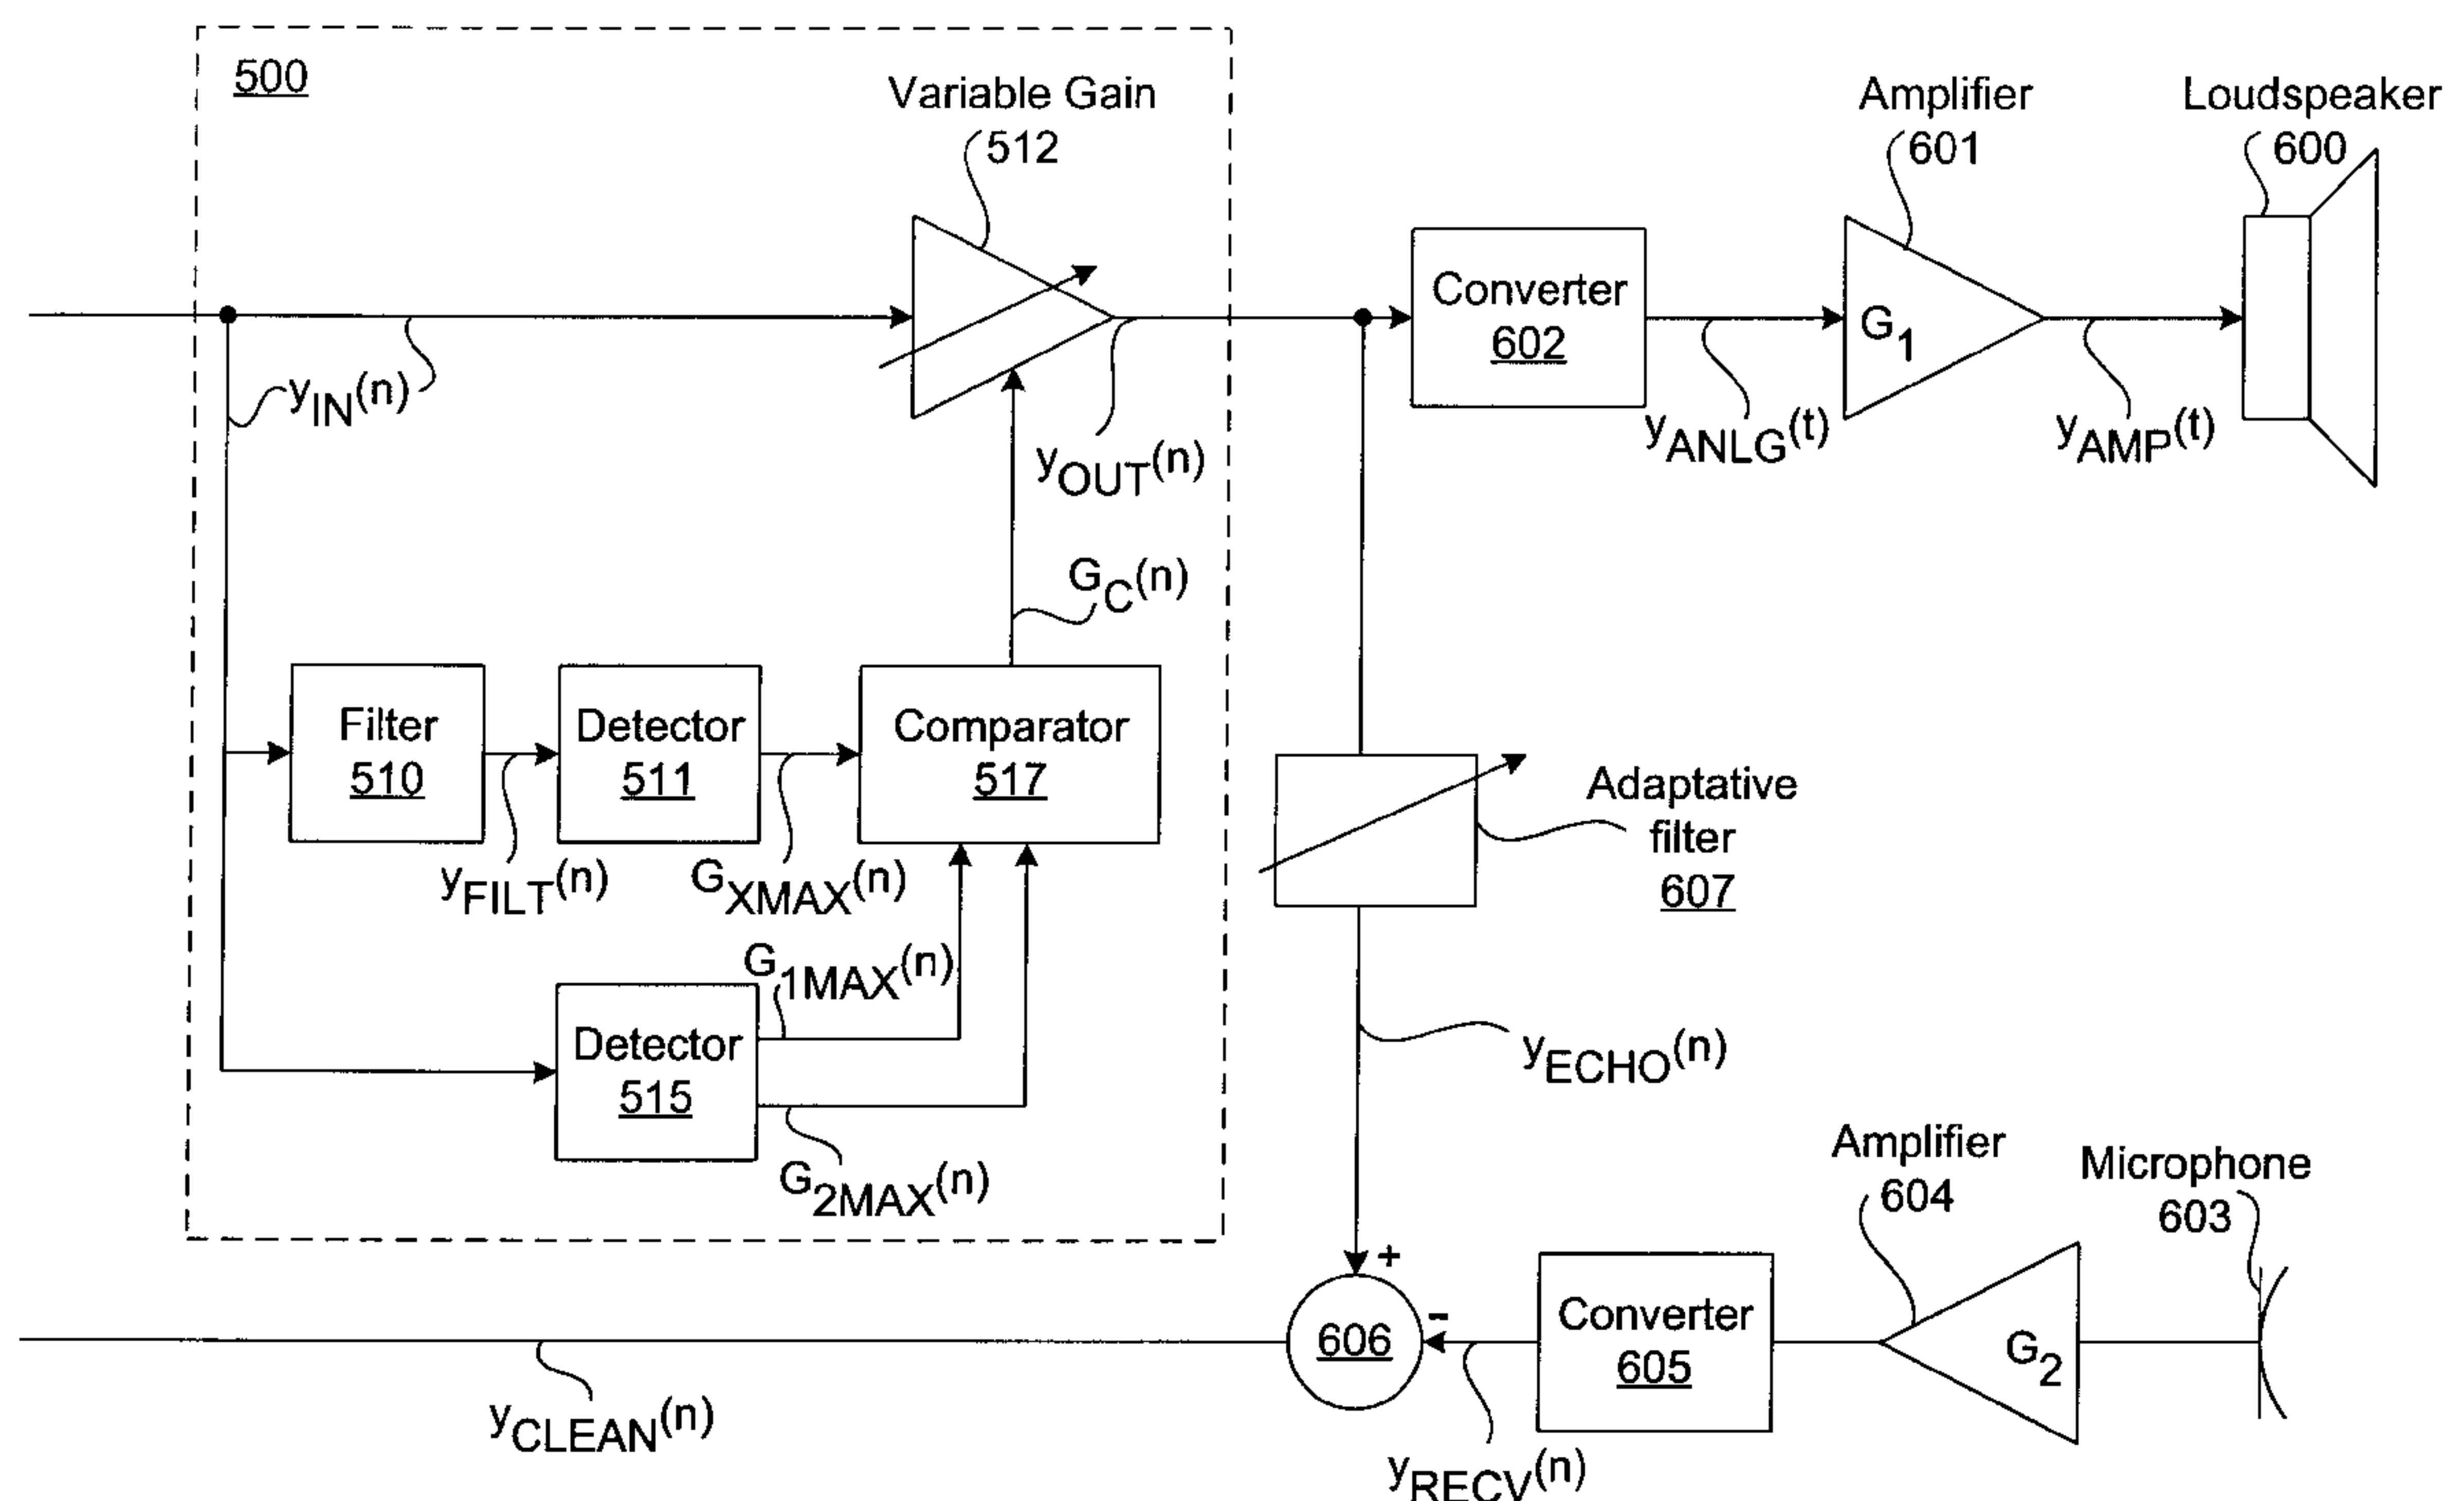 500
Variable Gain
512
Amplifier
601
Loudspeaker
600
Converter
602
G1
yIN(n)
yOUT(n)
yANLG(t)
yAMP(t)
GC(n)
Filter
510
Detector
511
Comparator
517
Adaptative
filter
607
yFILT(n)
GXMAX(n)
G1MAX(n)
Detector
515
G2MAX(n)
yECHO(n)
Amplifier
604
Microphone
603
+
-
606
Converter
605
G2
yCLEAN(n)
yRECV(n)